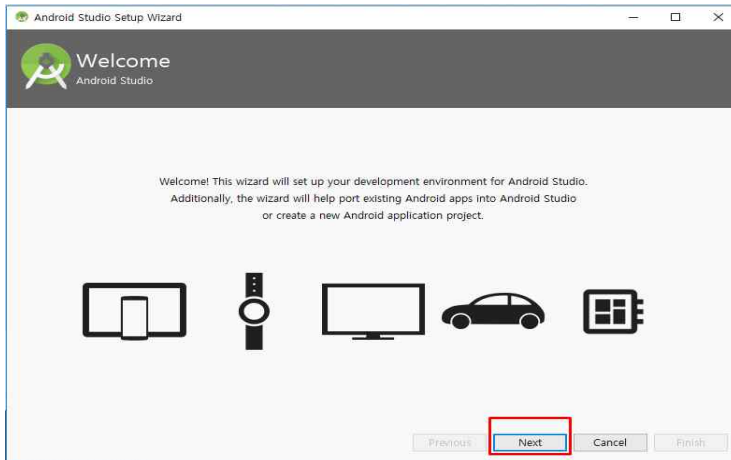 Android Studio Setup Wizard
Welcome
Android Studio
Welcome! This wizard will set up your development environment for Android Studio.
Additionally, the wizard will help port existing Android apps into Android Studio
or create a new Android application project.
Previous Next Cancel Finish